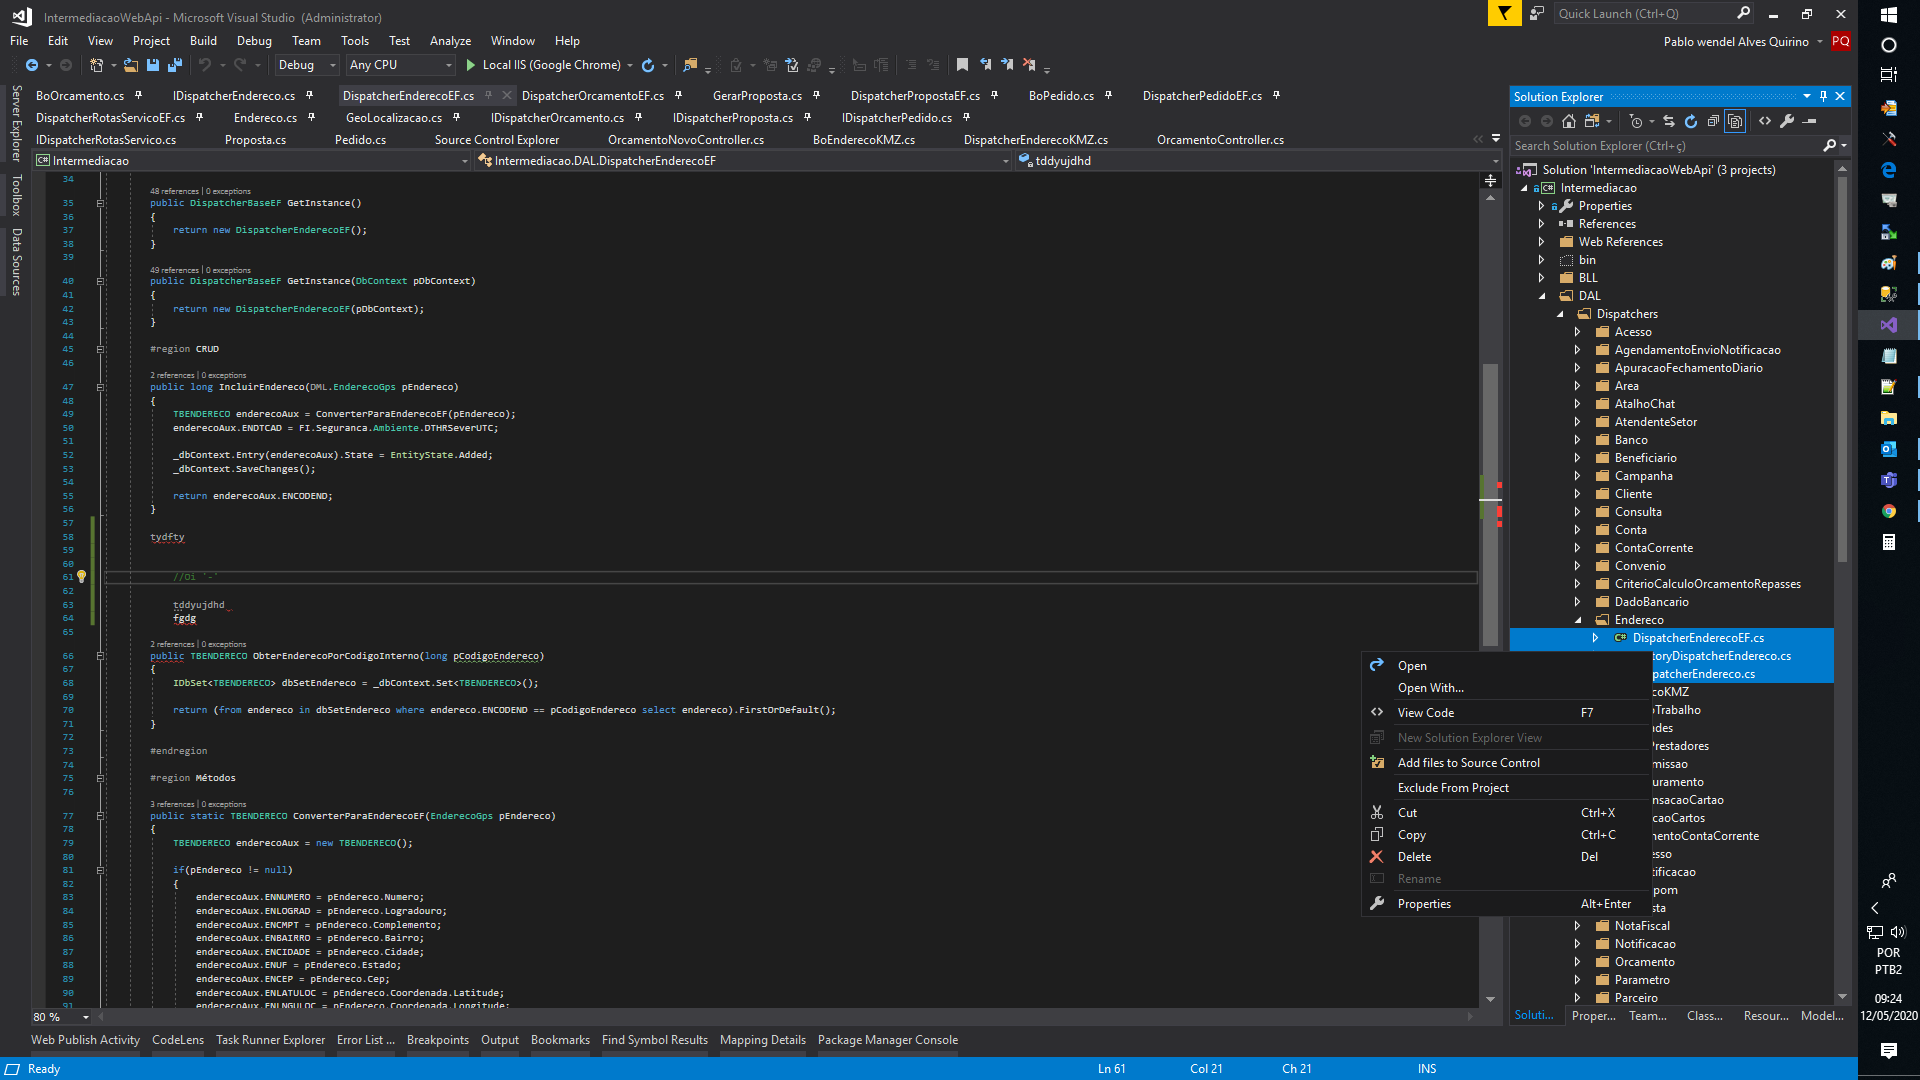 IntermediacaoWebApi - Microsoft Visual Studio (Administrator)
Quick Launch (Ctrl+Q)
File Edit View Project Build Debug Team Tools Test Analyze Window Help
Pablo wendel Alves Quirino PQ
Debug Any CPU Local IIS (Google Chrome)
BoOrcamento.cs IDispatcherEndereco.cs DispatcherEnderecoEF.cs DispatcherOrcamentoEF.cs GerarProposta.cs DispatcherPropostaEF.cs BoPedido.cs DispatcherPedidoEF.cs
DispatcherRotasServicoEF.cs Endereco.cs GeoLocalizacao.cs IDispatcherOrcamento.cs IDispatcherProposta.cs IDispatcherPedido.cs
IDispatcherRotasServico.cs Proposta.cs Pedido.cs Source Control Explorer OrcamentoNovoController.cs BoEnderecoKMZ.cs DispatcherEnderecoKMZ.cs OrcamentoController.cs
Server Explorer
Toolbox
Data Sources
Intermediacao Intermediacao.DAL.DispatcherEnderecoEF tddyujdhd
34
48 references | 0 exceptions
35 public DispatcherBaseEF GetInstance()
36 {
37 return new DispatcherEnderecoEF();
38 }
39
49 references | 0 exceptions
40 public DispatcherBaseEF GetInstance(DbContext pDbContext)
41 {
42 return new DispatcherEnderecoEF(pDbContext);
43 }
44
45 #region CRUD
46
2 references | 0 exceptions
47 public long IncluirEndereco(DML.EnderecoGps pEndereco)
48 {
49 TBENDERECO enderecoAux = ConverterParaEnderecoEF(pEndereco);
50 enderecoAux.ENDTCAD = FI.Seguranca.Ambiente.DTHRSeverUTC;
51
52 _dbContext.Entry(enderecoAux).State = EntityState.Added;
53 _dbContext.SaveChanges();
54
55 return enderecoAux.ENCODEND;
56 }
57
58 tydfty
59
60
61 //Oi '-'
62
63 tddyujdhd
64 fgdg
65
2 references | 0 exceptions
66 public TBENDERECO ObterEnderecoPorCodigoInterno(long pCodigoEndereco)
67 {
68 IDbSet<TBENDERECO> dbSetEndereco = _dbContext.Set<TBENDERECO>();
69
70 return (from endereco in dbSetEndereco where endereco.ENCODEND == pCodigoEndereco select endereco).FirstOrDefault();
71 }
72
73 #endregion
74
75 #region Métodos
76
3 references | 0 exceptions
77 public static TBENDERECO ConverterParaEnderecoEF(EnderecoGps pEndereco)
78 {
79 TBENDERECO enderecoAux = new TBENDERECO();
80
81 if(pEndereco != null)
82 {
83 enderecoAux.ENNUMERO = pEndereco.Numero;
84 enderecoAux.ENLOGRAD = pEndereco.Logradouro;
85 enderecoAux.ENCMPT = pEndereco.Complemento;
86 enderecoAux.ENBAIRRO = pEndereco.Bairro;
87 enderecoAux.ENCIDADE = pEndereco.Cidade;
88 enderecoAux.ENUF = pEndereco.Estado;
89 enderecoAux.ENCEP = pEndereco.Cep;
90 enderecoAux.ENLATULOC = pEndereco.Coordenada.Latitude;
91 enderecoAux.ENLNGULOC = pEndereco.Coordenada.Longitude;
80 %
Solution Explorer
Search Solution Explorer (Ctrl+ç)
Solution 'IntermediacaoWebApi' (3 projects)
Intermediacao
Properties
References
Web References
bin
BLL
DAL
Dispatchers
Acesso
AgendamentoEnvioNotificacao
ApuracaoFechamentoDiario
Area
AtalhoChat
AtendenteSetor
Banco
Beneficiario
Campanha
Cliente
Consulta
Conta
ContaCorrente
Convenio
CriterioCalculoOrcamentoRepasses
DadoBancario
Endereco
DispatcherEnderecoEF.cs
toryDispatcherEndereco.cs
patcherEndereco.cs
coKMZ
oTrabalho
des
Prestadores
missao
uramento
nsacaoCartao
caoCartos
mentoContaCorrente
esso
tificacao
pom
sta
NotaFiscal
Notificacao
Orcamento
Parametro
Parceiro
Open
Open With...
View Code F7
New Solution Explorer View
Add files to Source Control
Exclude From Project
Cut Ctrl+X
Copy Ctrl+C
Delete Del
Rename
Properties Alt+Enter
Soluti... Proper... Team... Class... Resour... Model...
Web Publish Activity CodeLens Task Runner Explorer Error List ... Breakpoints Output Bookmarks Find Symbol Results Mapping Details Package Manager Console
Ready Ln 61 Col 21 Ch 21 INS
POR
PTB2
09:24
12/05/2020